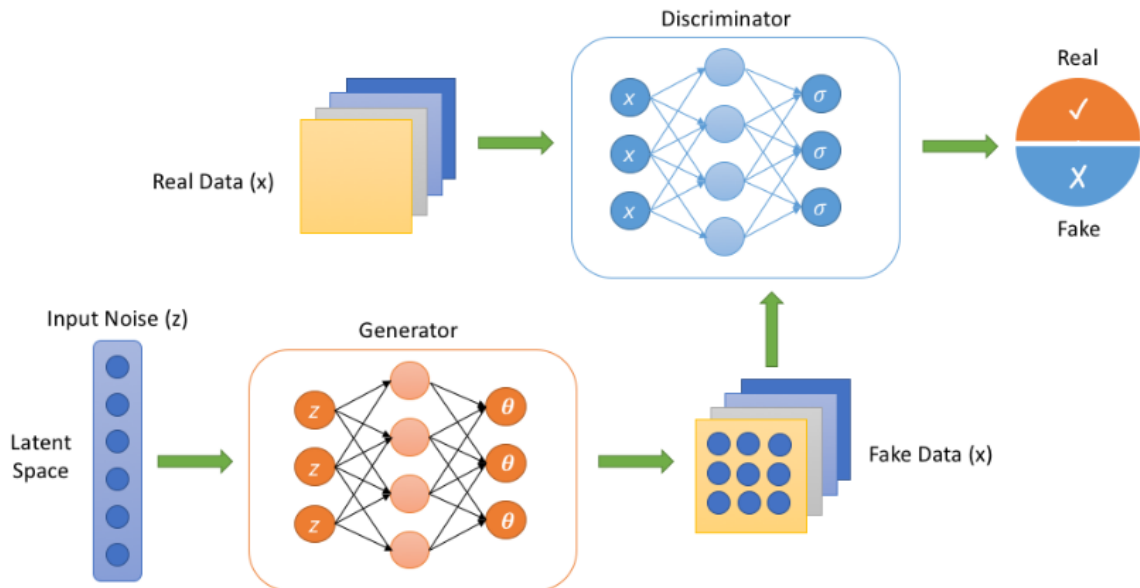 Discriminator
Real
Real Data (x)
x
x
x
σ
σ
σ
✓
✗
Fake
Input Noise (z)
Latent
Space
Generator
z
z
z
θ
θ
θ
Fake Data (x)